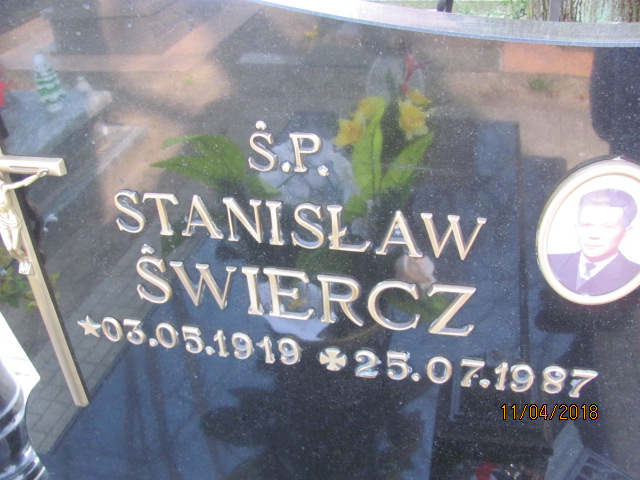 Ś.P.
STANISŁAW
ŚWIERCZ
★03.05.1919 ✠25.07.1987
11/04/2018